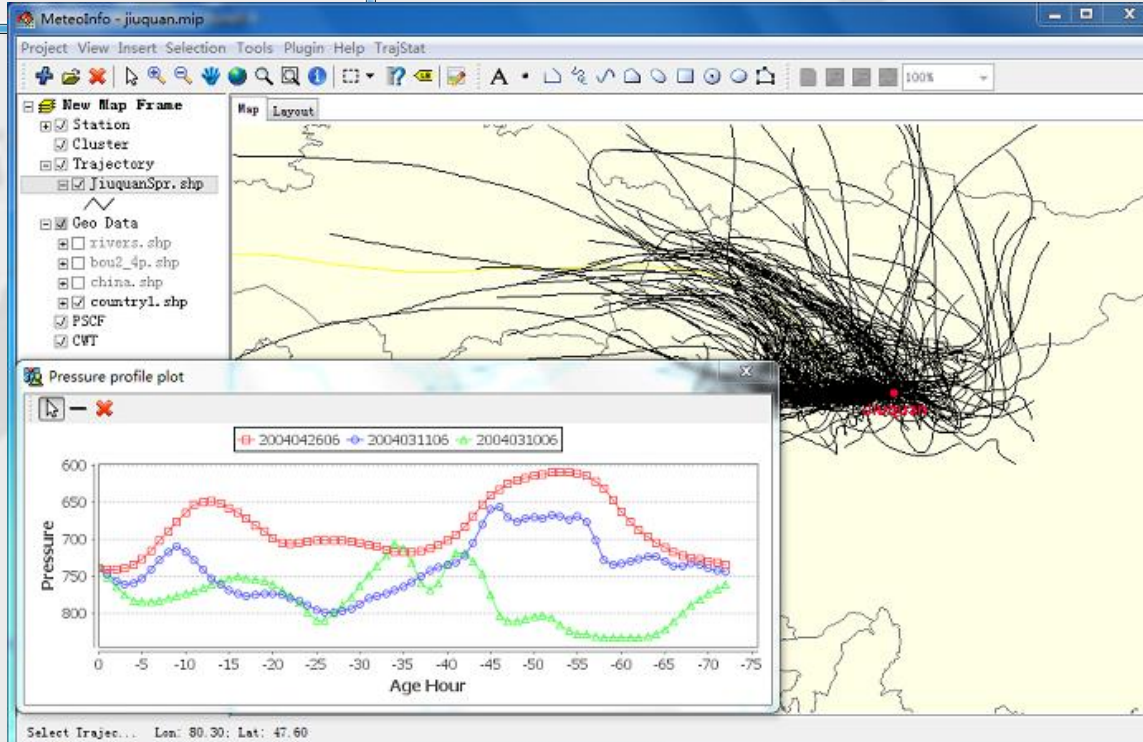 MeteoInfo - jiuquan.mip
Project View Insert Selection Tools Plugin Help TrajStat
A 100%
New Map Frame
Map Layout
Station
Cluster
Trajectory
JiuquanSpr.shp
Geo Data
rivers.shp
bou2_4p.shp
china.shp
country1.shp
PSCF
CWT
Pressure profile plot
2004042606 2004031106 2004031006
600
650
700
750
800
Pressure
0 -5 -10 -15 -20 -25 -30 -35 -40 -45 -50 -55 -60 -65 -70 -75
Age Hour
Select Trajec... Lon: 80.30; Lat: 47.60